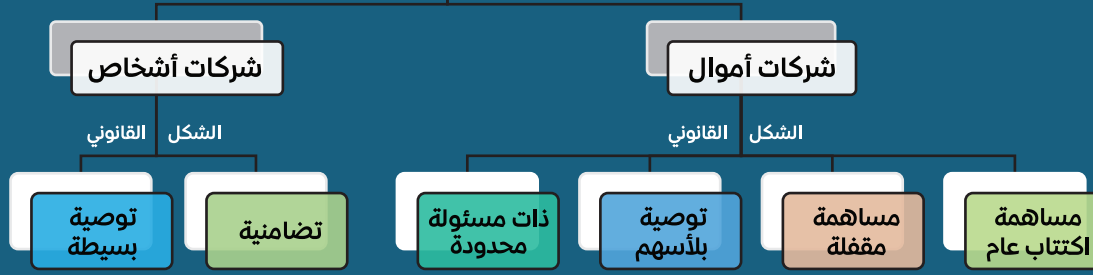 شركات أموال
شركات أشخاص
الشكل القانوني
الشكل القانوني
مساهمة
اكتتاب عام
مساهمة
مقفلة
توصية
بلأسهم
ذات مسئولة
محدودة
تضامنية
توصية
بسيطة